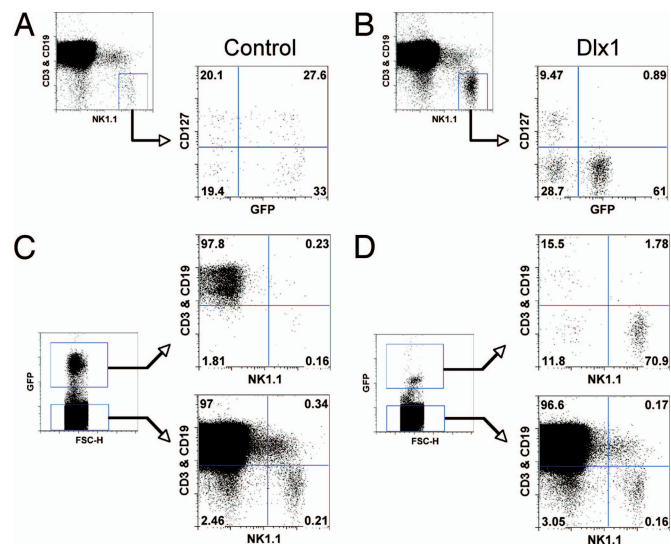 A
CD3 & CD19
NK1.1
Control
20.1 27.6
CD127
19.4 33
GFP
B
CD3 & CD19
NK1.1
Dlx1
9.47 0.89
CD127
28.7 61
GFP
C
GFP
FSC-H
97.8 0.23
CD3 & CD19
1.81 0.16
NK1.1
97 0.34
CD3 & CD19
2.46 0.21
NK1.1
D
GFP
FSC-H
15.5 1.78
CD3 & CD19
11.8 70.9
NK1.1
96.6 0.17
CD3 & CD19
3.05 0.16
NK1.1